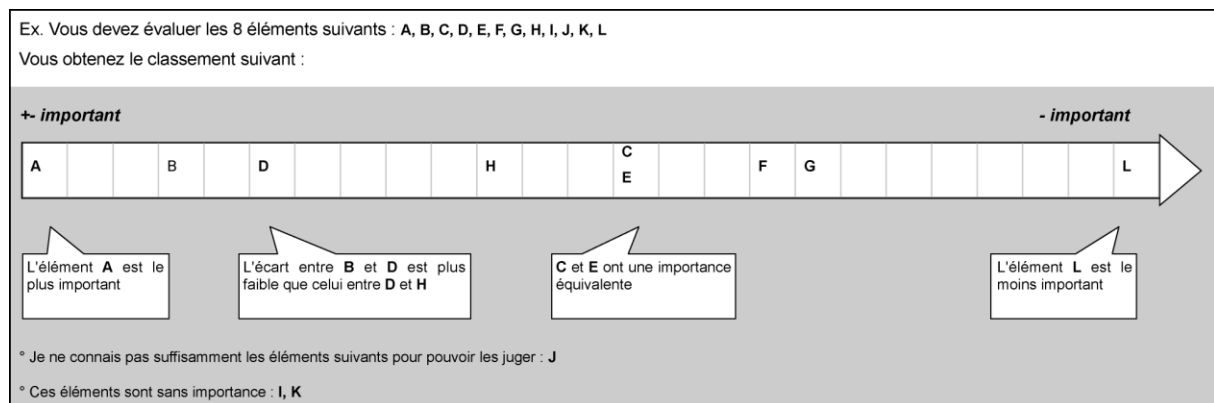 Ex. Vous devez évaluer les 8 éléments suivants : A, B, C, D, E, F, G, H, I, J, K, L
Vous obtenez le classement suivant :
+- important
- important
A B D H C E F G L
L'élément A est le
plus important
L'écart entre B et D est plus
faible que celui entre D et H
C et E ont une importance
équivalente
L'élément L est le
moins important
° Je ne connais pas suffisamment les éléments suivants pour pouvoir les juger : J
° Ces éléments sont sans importance : I, K